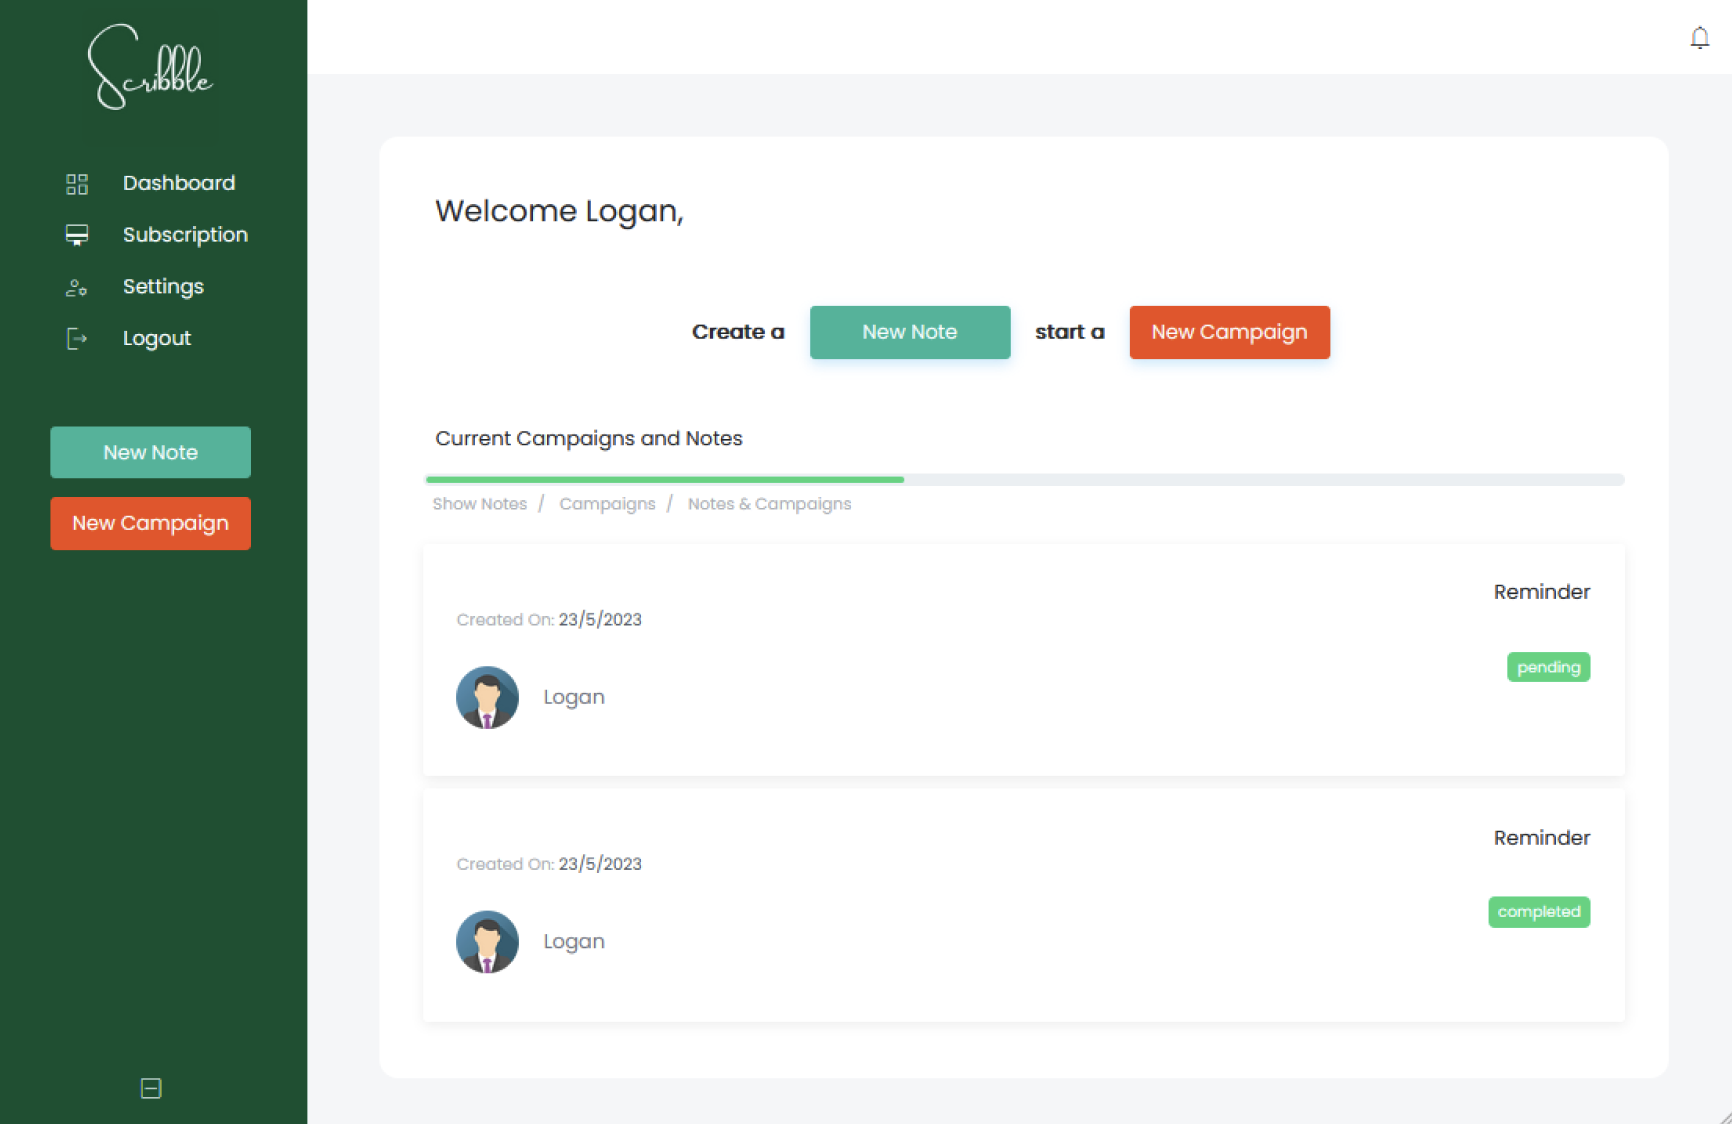 Scribble
Dashboard
Subscription
Settings
Logout
New Note
New Campaign
Welcome Logan,
Create a New Note start a New Campaign
Current Campaigns and Notes
Show Notes / Campaigns / Notes & Campaigns
Reminder
Created On: 23/5/2023
pending
Logan
Reminder
Created On: 23/5/2023
completed
Logan